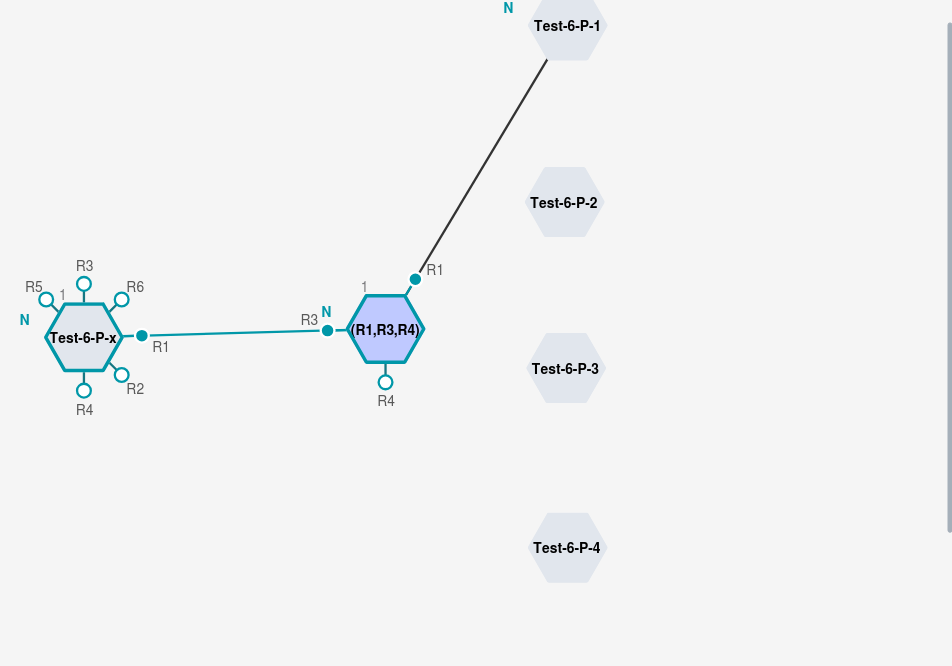 N
Test-6-P-1
Test-6-P-2
R3
R5
1
R6
N
Test-6-P-x
R1
R2
R4
1
R1
N
R3
(R1,R3,R4)
R4
Test-6-P-3
Test-6-P-4